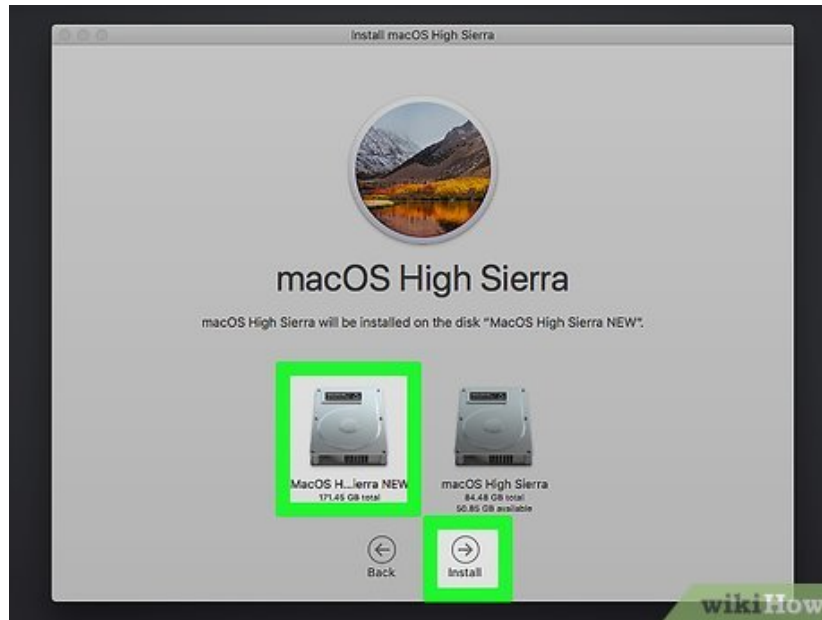 Install macOS High Sierra
macOS High Sierra
macOS High Sierra will be installed on the disk "MacOS High Sierra NEW".
MacOS H...ierra NEW
171.45 GB total
macOS High Sierra
84.48 GB total
50.85 GB available
Back
Install
wikiHow